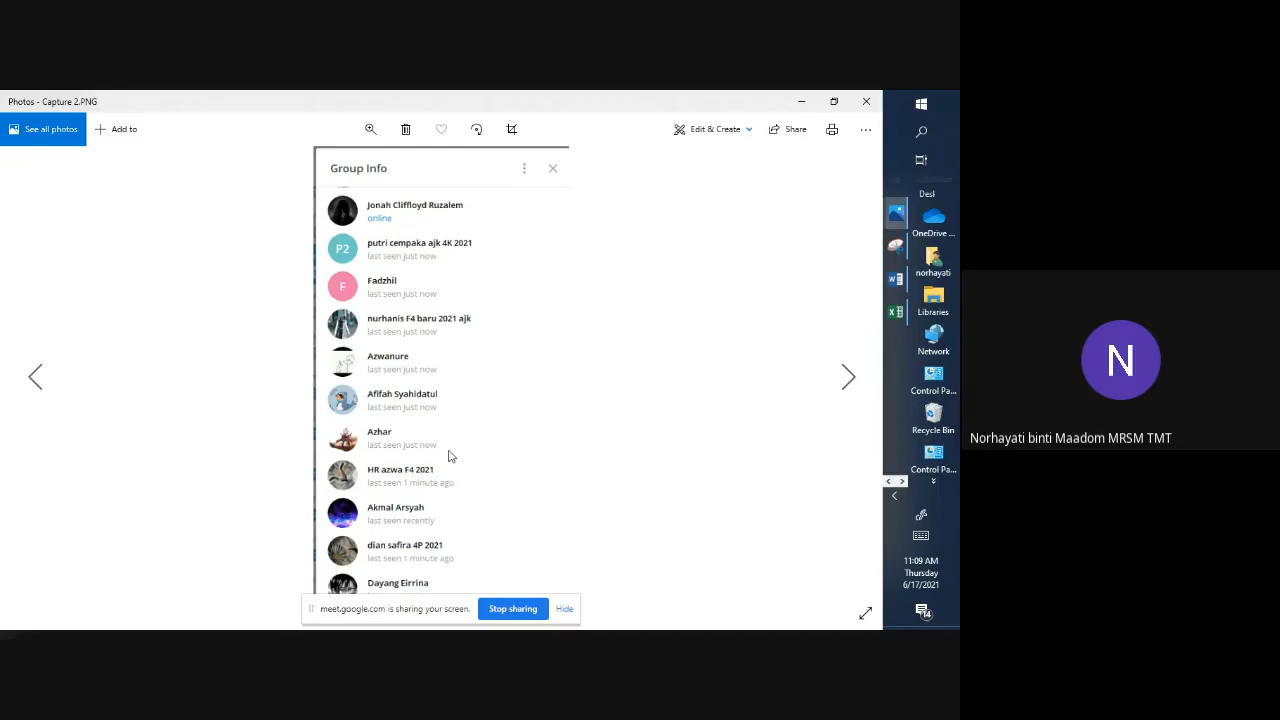 Photos - Capture 2.PNG
See all photos
Add to
Edit & Create
Share
Group Info
Jonah Cliffloyd Ruzalem
online
P2
putri cempaka ajk 4K 2021
last seen just now
F
Fadzhil
last seen just now
nurhanis F4 baru 2021 ajk
last seen just now
Azwanure
last seen just now
Afifah Syahidatul
last seen just now
Azhar
last seen just now
HR azwa F4 2021
last seen 1 minute ago
Akmal Arsyah
last seen recently
dian safira 4P 2021
last seen 1 minute ago
Dayang Eirrina
meet.google.com is sharing your screen.
Stop sharing
Hide
Desk
OneDrive ...
norhayati
Libraries
Network
Control Pa...
Recycle Bin
Control Pa...
11:09 AM
Thursday
6/17/2021
14
N
Norhayati binti Maadom MRSM TMT